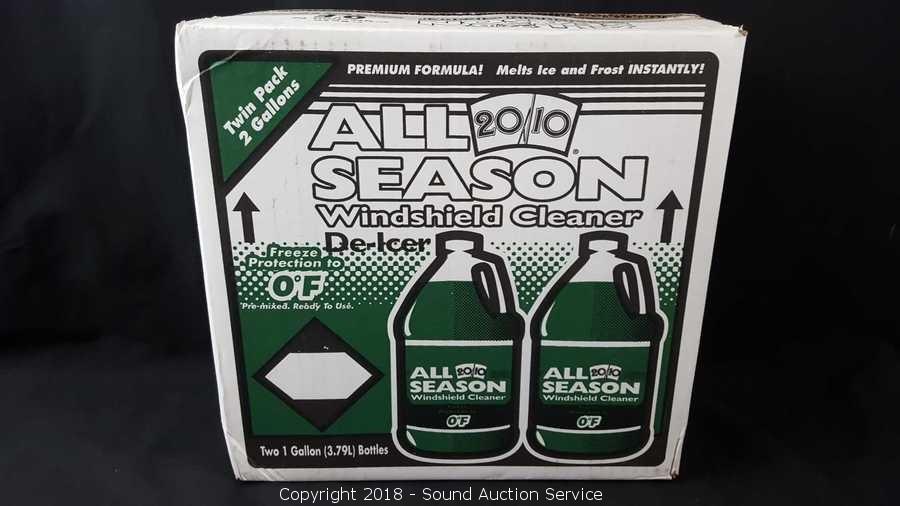 Twin Pack
2 Gallons
PREMIUM FORMULA! Melts Ice and Frost INSTANTLY!
ALL 20/10 ®
SEASON
Windshield Cleaner
De-Icer
Freeze
Protection to
0°F
Pre-mixed. Ready To Use.
ALL 20/10
SEASON
Windshield Cleaner
0°F
ALL 20/10
SEASON
Windshield Cleaner
0°F
Two 1 Gallon (3.79L) Bottles
Copyright 2018 - Sound Auction Service